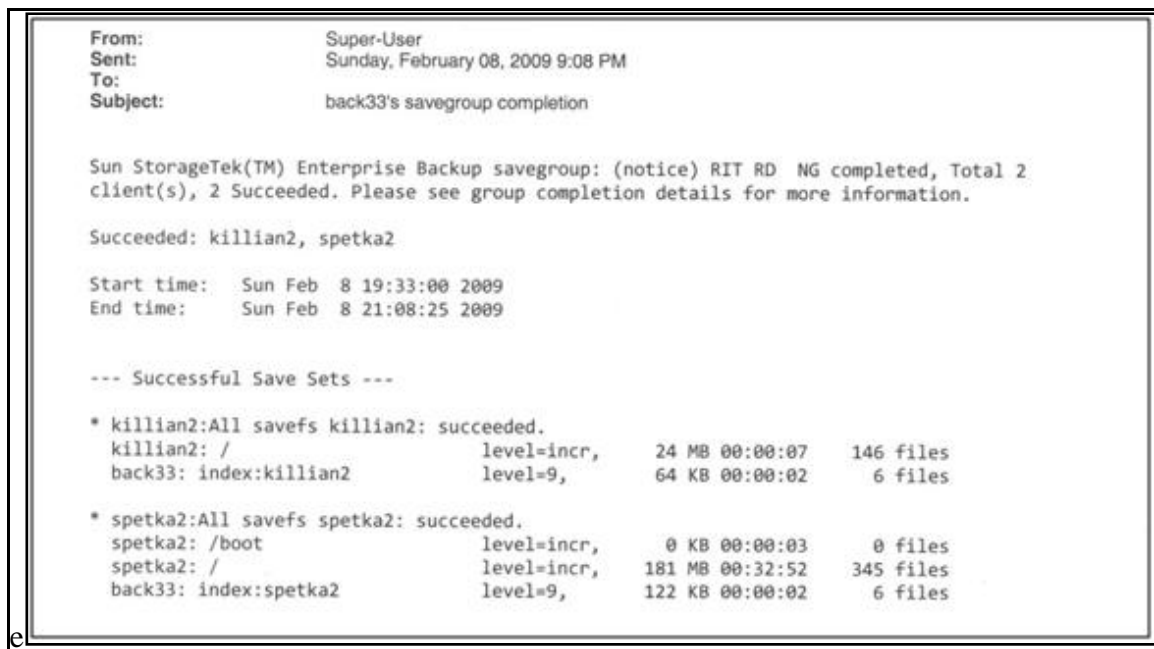 From: Super-User
Sent: Sunday, February 08, 2009 9:08 PM
To:
Subject: back33's savegroup completion
Sun StorageTek(TM) Enterprise Backup savegroup: (notice) RIT RD NG completed, Total 2
client(s), 2 Succeeded. Please see group completion details for more information.
Succeeded: killian2, spetka2
Start time: Sun Feb 8 19:33:00 2009
End time: Sun Feb 8 21:08:25 2009
--- Successful Save Sets ---
* killian2:All savefs killian2: succeeded.
killian2: / level=incr, 24 MB 00:00:07 146 files
back33: index:killian2 level=9, 64 KB 00:00:02 6 files
* spetka2:All savefs spetka2: succeeded.
spetka2: /boot level=incr, 0 KB 00:00:03 0 files
spetka2: / level=incr, 181 MB 00:32:52 345 files
back33: index:spetka2 level=9, 122 KB 00:00:02 6 files
e